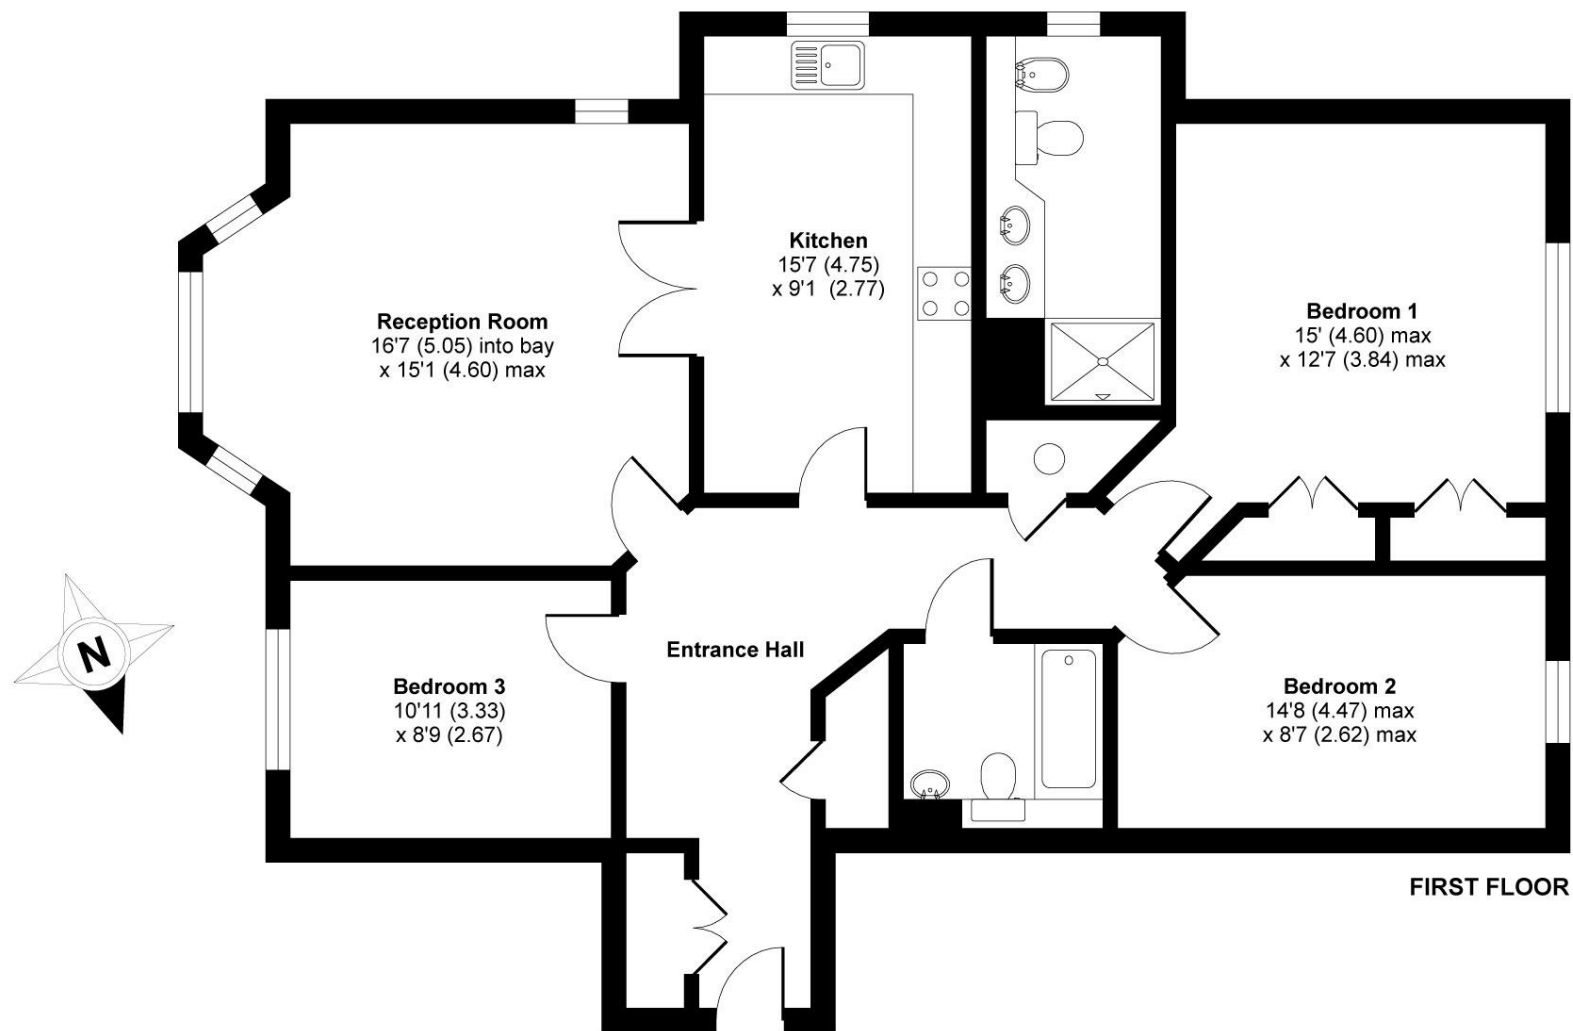 Kitchen
15'7 (4.75)
x 9'1 (2.77)
Reception Room
16'7 (5.05) into bay
x 15'1 (4.60) max
Bedroom 1
15' (4.60) max
x 12'7 (3.84) max
Entrance Hall
N
Bedroom 3
10'11 (3.33)
x 8'9 (2.67)
Bedroom 2
14'8 (4.47) max
x 8'7 (2.62) max
FIRST FLOOR